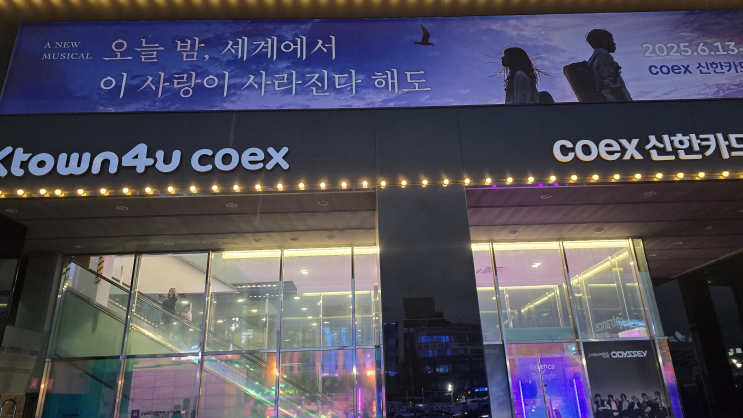 A NEW
MUSICAL
오늘 밤, 세계에서
이 사랑이 사라진다 해도
2025.6.13
coex 신한카드
Ktown4u coex
coex 신한카드
ODYSSEY